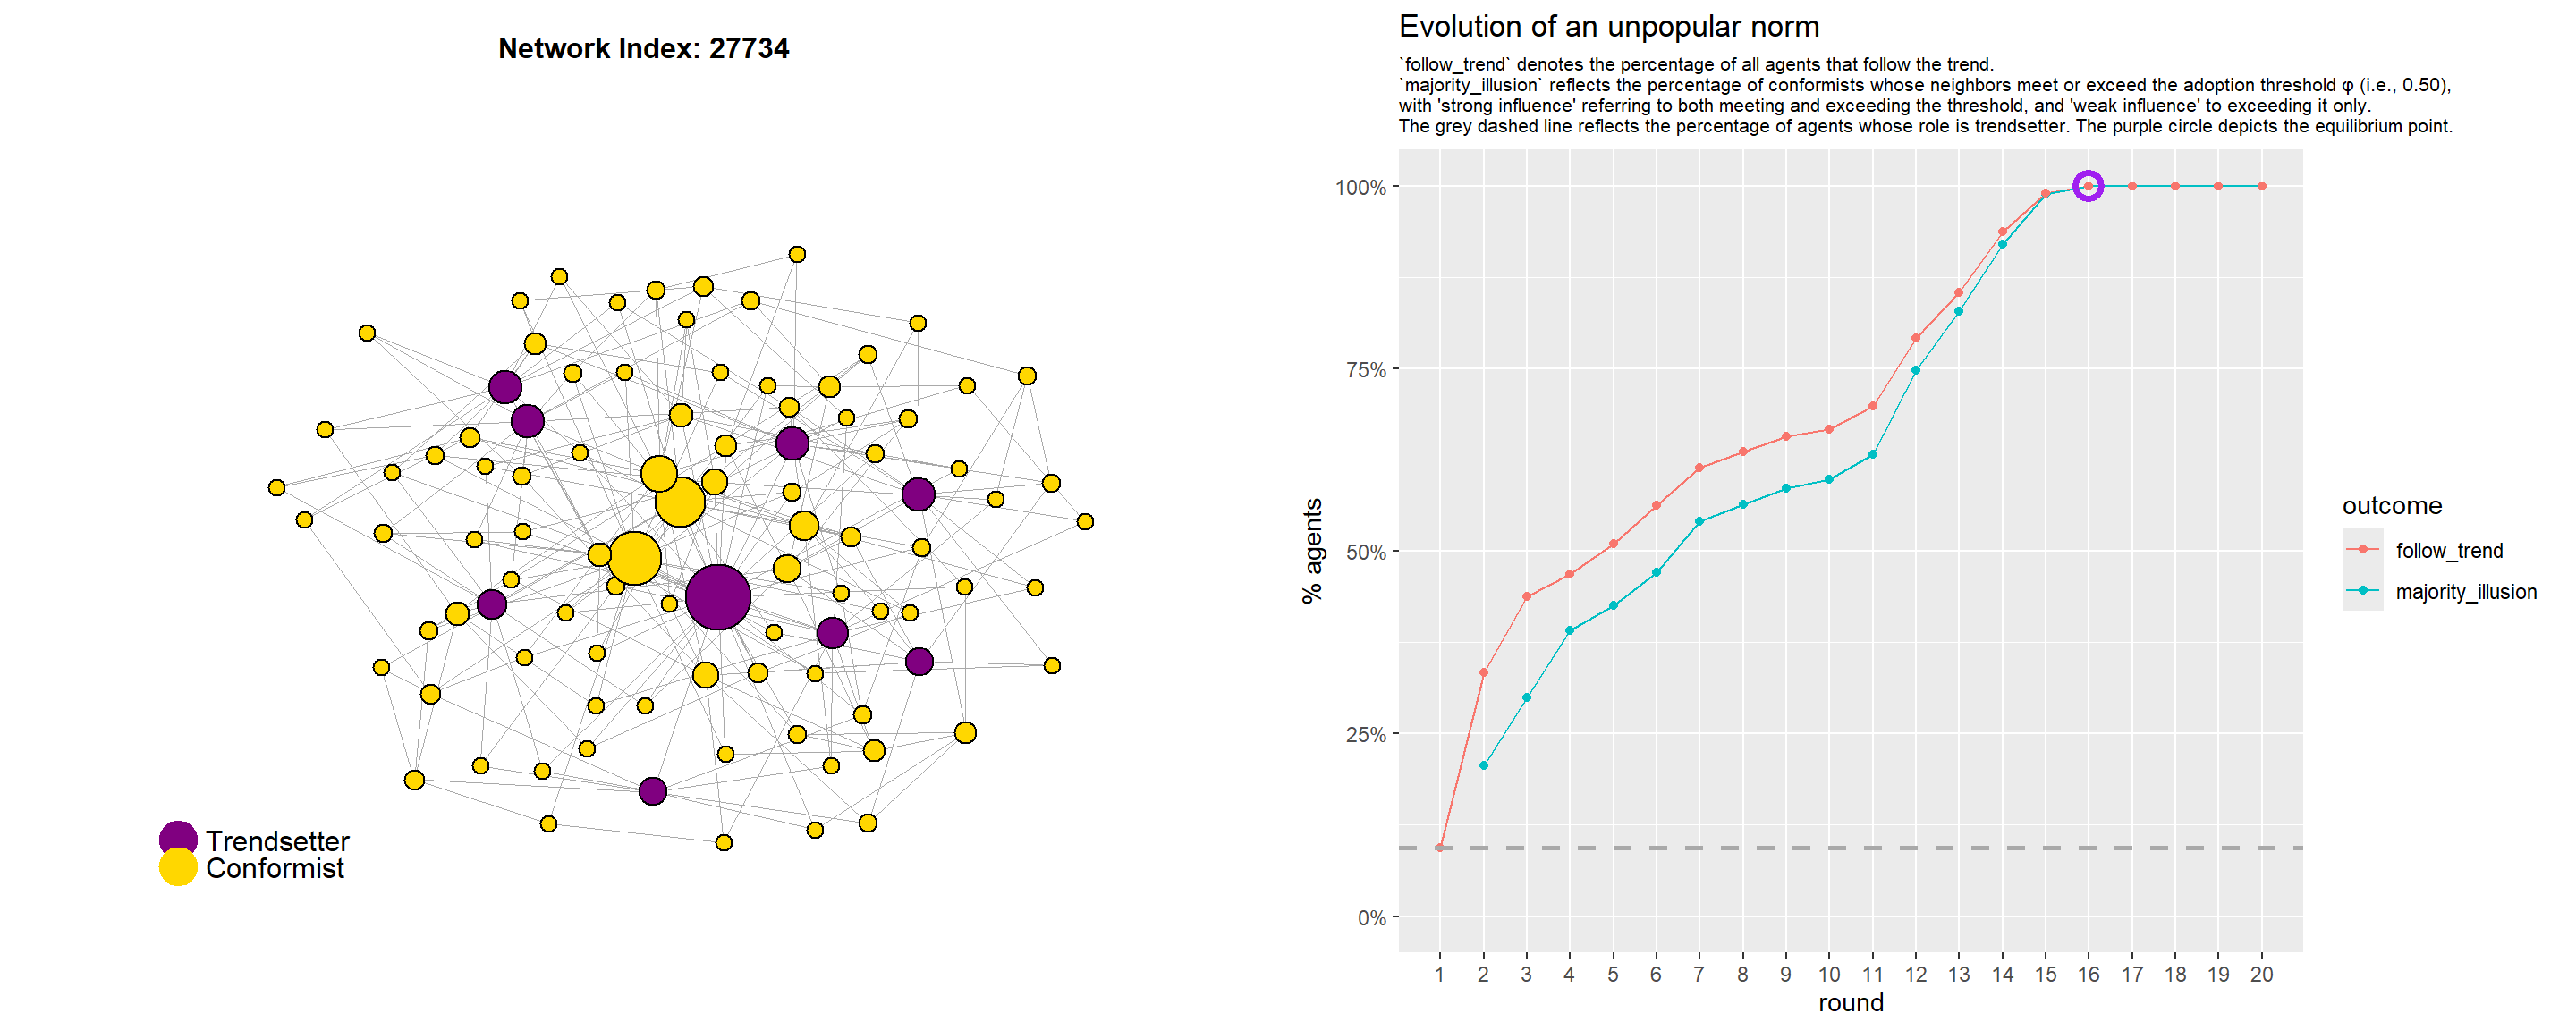 Network Index: 27734
Trendsetter
Conformist
Evolution of an unpopular norm
`follow_trend` denotes the percentage of all agents that follow the trend.
`majority_illusion` reflects the percentage of conformists whose neighbors meet or exceed the adoption threshold φ (i.e., 0.50),
with 'strong influence' referring to both meeting and exceeding the threshold, and 'weak influence' to exceeding it only.
The grey dashed line reflects the percentage of agents whose role is trendsetter. The purple circle depicts the equilibrium point.
100%
75%
50%
25%
0%
% agents
1 2 3 4 5 6 7 8 9 10 11 12 13 14 15 16 17 18 19 20
round
outcome
follow_trend
majority_illusion